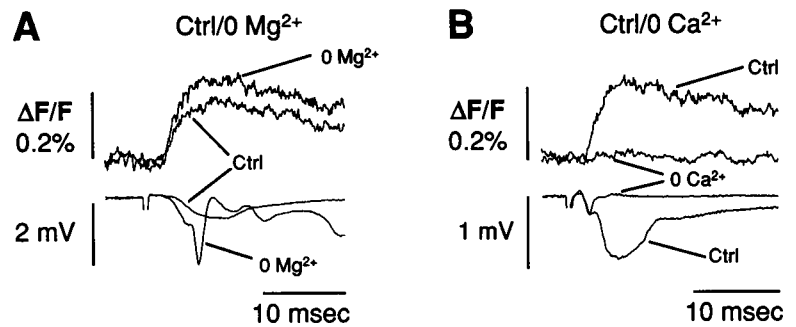 A
Ctrl/0 Mg²⁺
0 Mg²⁺
ΔF/F
0.2%
Ctrl
2 mV
0 Mg²⁺
10 msec
B
Ctrl/0 Ca²⁺
Ctrl
ΔF/F
0.2%
0 Ca²⁺
1 mV
Ctrl
10 msec